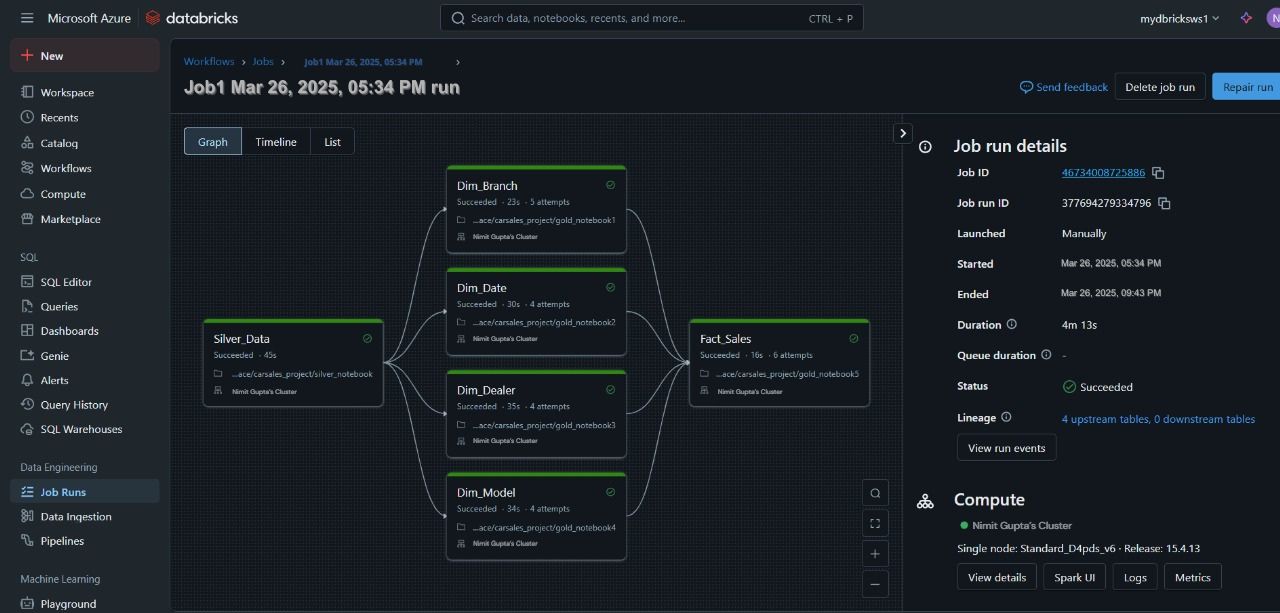 Microsoft Azure databricks
Search data, notebooks, recents, and more... CTRL + P
mydbricksws1
N
New
Workspace
Recents
Catalog
Workflows
Compute
Marketplace
SQL
SQL Editor
Queries
Dashboards
Genie
Alerts
Query History
SQL Warehouses
Data Engineering
Job Runs
Data Ingestion
Pipelines
Machine Learning
Playground
Workflows › Jobs › Job1 Mar 26, 2025, 05:34 PM ›
Job1 Mar 26, 2025, 05:34 PM run
Send feedback
Delete job run
Repair run
Graph
Timeline
List
Silver_Data
Succeeded · 45s
...ace/carsales_project/silver_notebook
Nimit Gupta's Cluster
Dim_Branch
Succeeded · 23s · 5 attempts
...ace/carsales_project/gold_notebook1
Nimit Gupta's Cluster
Dim_Date
Succeeded · 30s · 4 attempts
...ace/carsales_project/gold_notebook2
Nimit Gupta's Cluster
Dim_Dealer
Succeeded · 35s · 4 attempts
...ace/carsales_project/gold_notebook3
Nimit Gupta's Cluster
Dim_Model
Succeeded · 34s · 4 attempts
...ace/carsales_project/gold_notebook4
Nimit Gupta's Cluster
Fact_Sales
Succeeded · 16s · 6 attempts
...ace/carsales_project/gold_notebook5
Nimit Gupta's Cluster
Job run details
Job ID 46734008725886
Job run ID 377694279334796
Launched Manually
Started Mar 26, 2025, 05:34 PM
Ended Mar 26, 2025, 09:43 PM
Duration 4m 13s
Queue duration -
Status Succeeded
Lineage 4 upstream tables, 0 downstream tables
View run events
Compute
Nimit Gupta's Cluster
Single node: Standard_D4pds_v6 · Release: 15.4.13
View details
Spark UI
Logs
Metrics